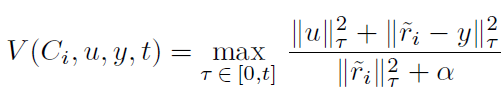 V(C_i, u, y, t) = \max_{\tau \in [0,t]} \frac{\|u\|_\tau^2 + \|\tilde{r}_i - y\|_\tau^2}{\|\tilde{r}_i\|_\tau^2 + \alpha}